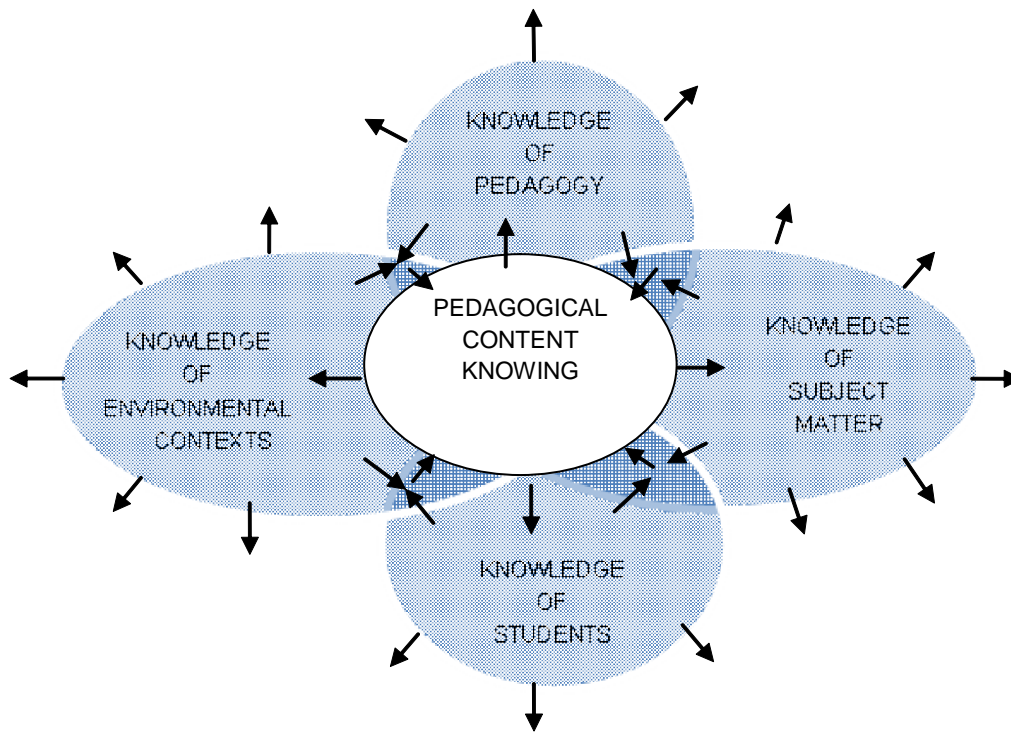 KNOWLEDGE
OF
PEDAGOGY
PEDAGOGICAL
CONTENT
KNOWING
KNOWLEDGE
OF
ENVIRONMENTAL
CONTEXTS
KNOWLEDGE
OF
SUBJECT
MATTER
KNOWLEDGE
OF
STUDENTS